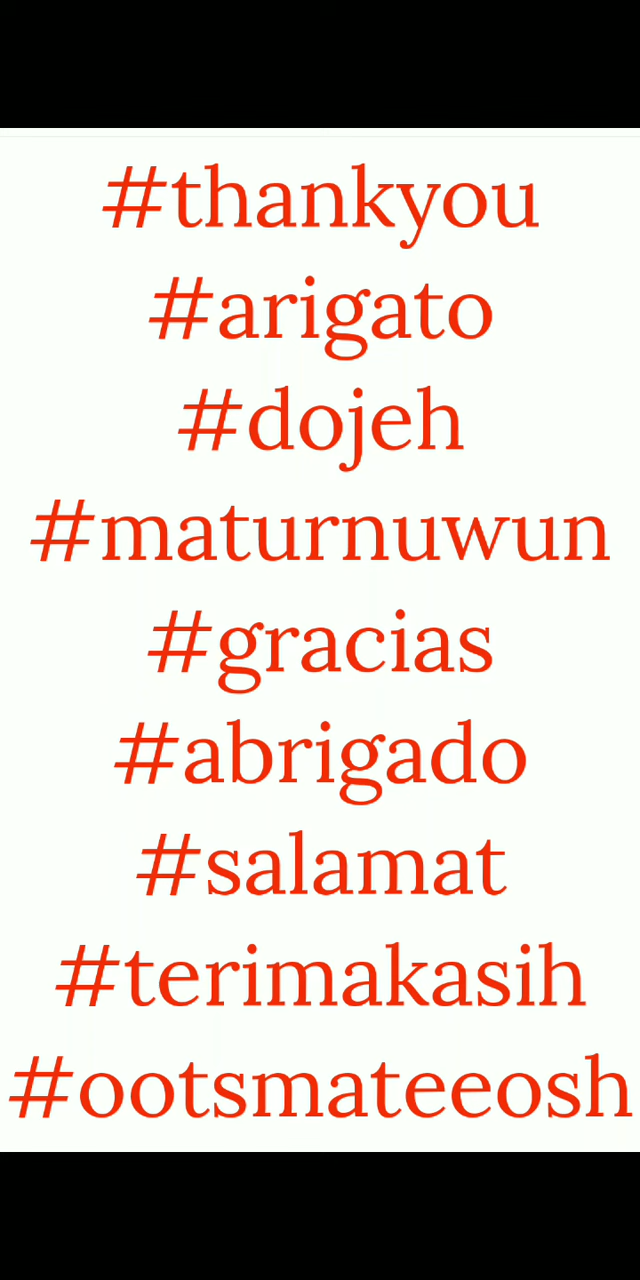 #thankyou
#arigato
#dojeh
#maturnuwun
#gracias
#abrigado
#salamat
#terimakasih
#ootsmateeosh